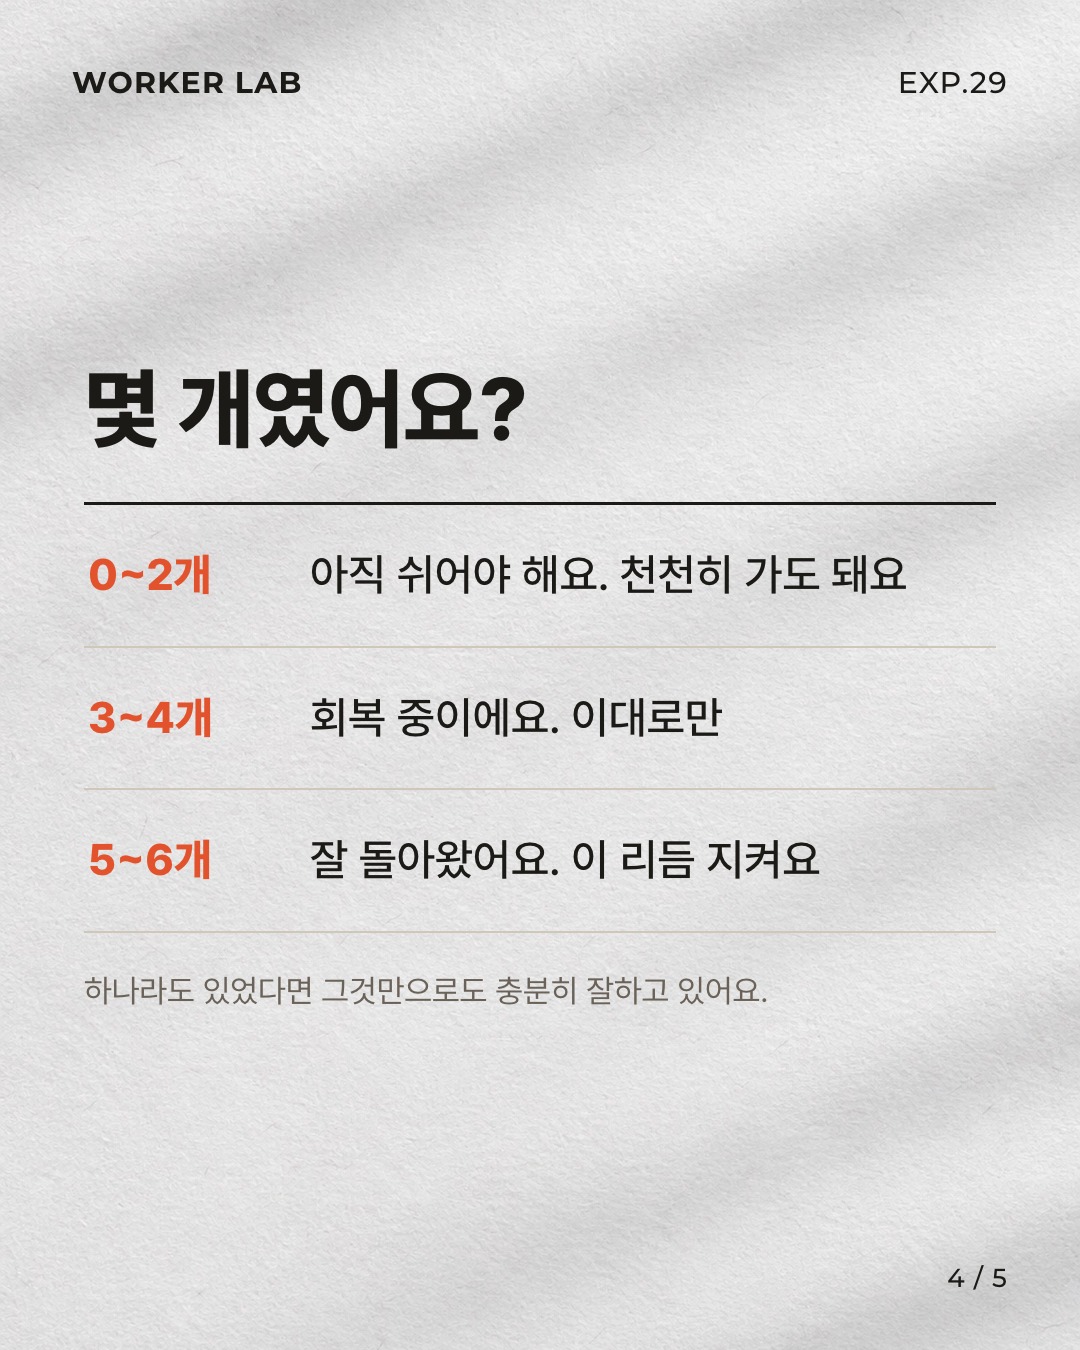 WORKER LAB
EXP.29
몇 개였어요?
0~2개 아직 쉬어야 해요. 천천히 가도 돼요
3~4개 회복 중이에요. 이대로만
5~6개 잘 돌아왔어요. 이 리듬 지켜요
하나라도 있었다면 그것만으로도 충분히 잘하고 있어요.
4 / 5